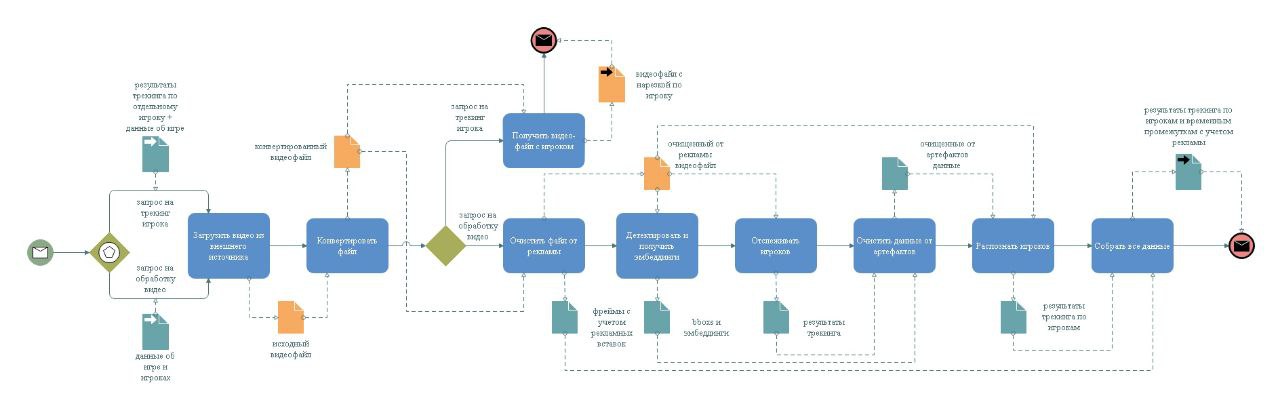 результаты
трекинга по
отдельному
игроку +
данные об игре
запрос на
трекинг
игрока
запрос на
обработку
видео
данные об
игре и
игроках
Загрузить видео из
внешнего
источника
исходный
видеофайл
Конвертировать
файл
конвертированный
видеофайл
запрос на
трекинг
игрока
запрос на
обработку
видео
Получить видео-
файл с игроком
видеофайл с
нарезкой по
игроку
Очистить файл от
рекламы
фреймы с
учетом
рекламных
вставок
очищенный от
рекламы
видеофайл
Детектировать и
получить
эмбеддинги
bboxs и
эмбеддинги
Отслеживать
игроков
результаты
трекинга
Очистить данные от
артефактов
очищенные от
артефактов
данные
Распознать игроков
результаты
трекинга по
игрокам
Собрать все данные
результаты трекинга по
игрокам и временным
промежуткам с учетом
рекламы